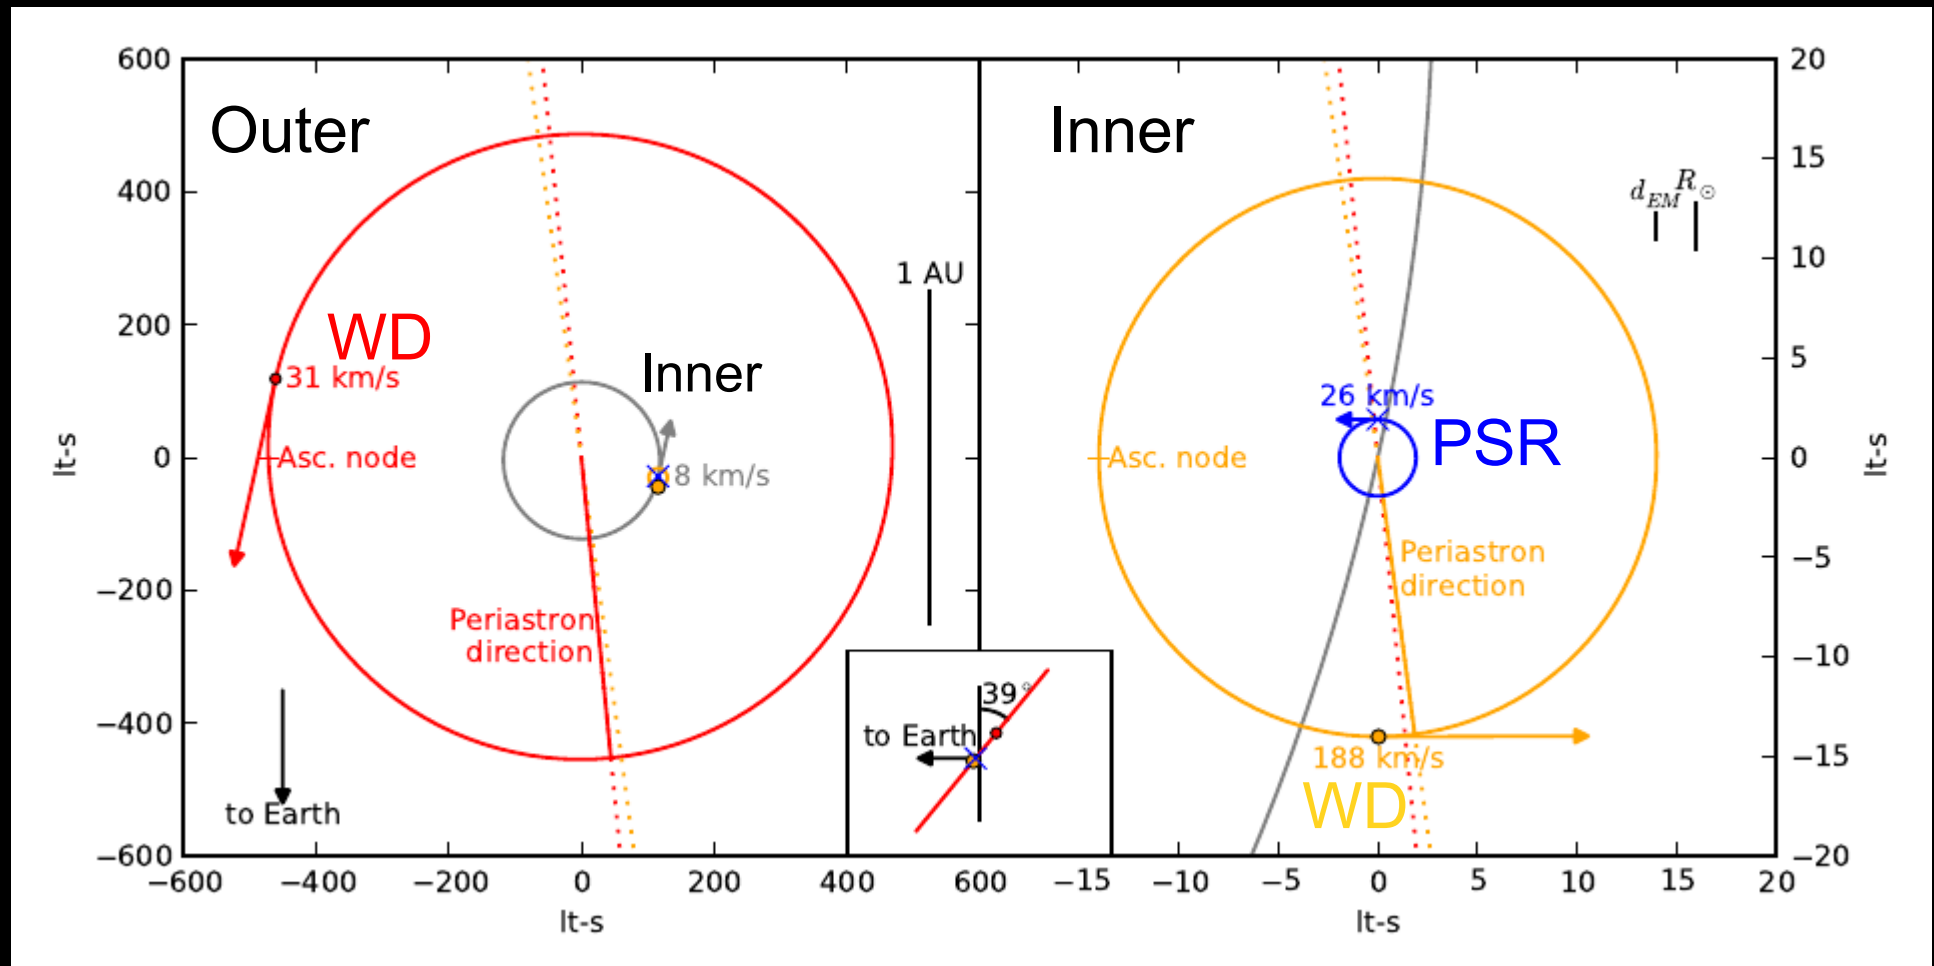 Outer
WD
31 km/s
Asc. node
Inner
8 km/s
1 AU
Periastron
direction
to Earth
600
400
200
0
−200
−400
−600
lt-s
−600
−400
−200
0
200
400
600
lt-s
39°
to Earth
Inner
d_EM
R_⊙
26 km/s
PSR
Asc. node
Periastron
direction
188 km/s
WD
20
15
10
5
0
−5
−10
−15
−20
lt-s
−15
−10
−5
0
5
10
15
20
lt-s